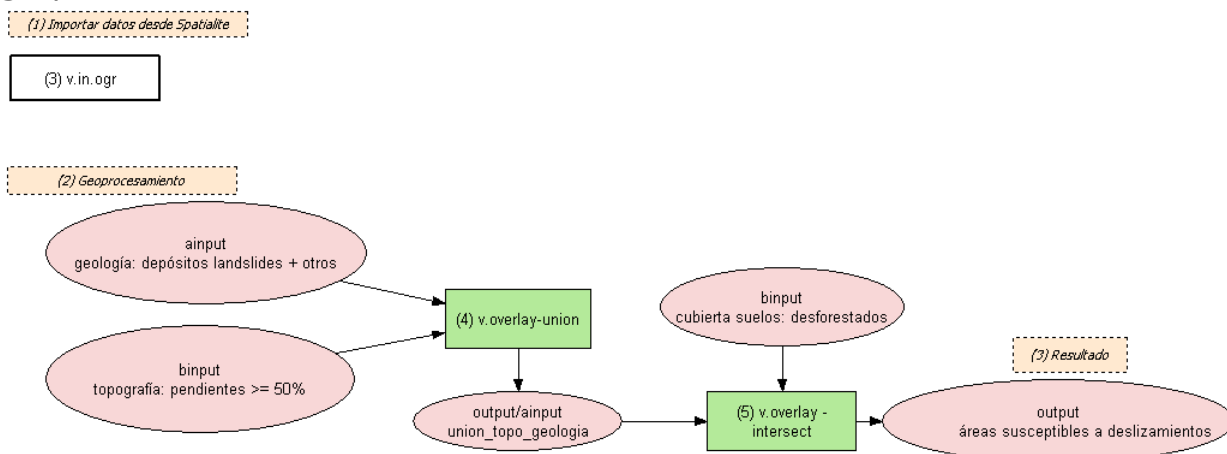 (1) Importar datos desde Spatialite
(3) v.in.ogr
(2) Geoprocesamiento
ainput
geología: depósitos landslides + otros
binput
topografía: pendientes >= 50%
(4) v.overlay-union
output/ainput
union_topo_geologia
binput
cubierta suelos: desforestados
(5) v.overlay -
intersect
(3) Resultado
output
áreas susceptibles a deslizamientos